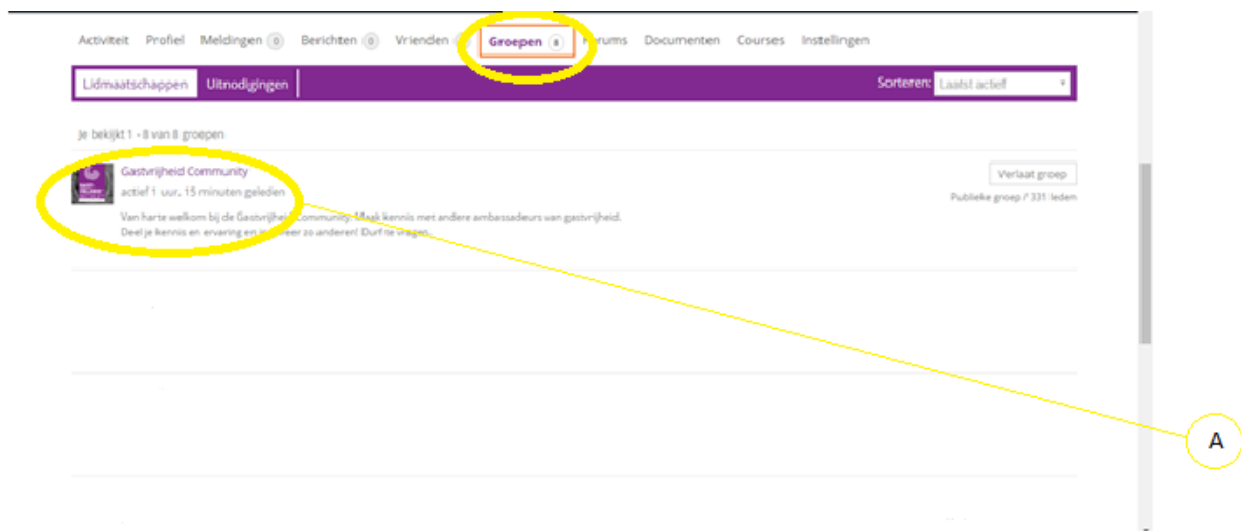 Activiteit Profiel Meldingen 0 Berichten 0 Vrienden Groepen 8 Documenten Courses Instellingen
Lidmaatschappen Uitnodigingen Sorteren: Laatst actief
Je bekijkt 1 - 8 van 8 groepen
Gastvrijheid Community Verlaat groep
actief 1 uur, 15 minuten geleden Publieke groep / 331 leden
Van harte welkom bij de Gastvrijheid Community. Maak kennis met andere ambassadeurs van gastvrijheid.
Deel je kennis en ervaring en zo anderen! Durf te vragen.
A